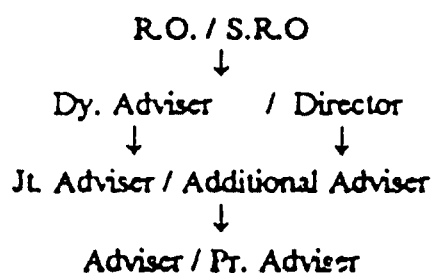 R.O. / S.R.O
↓
Dy. Adviser / Director
↓ ↓
Jt. Adviser / Additional Adviser
↓
Adviser / Pr. Adviser